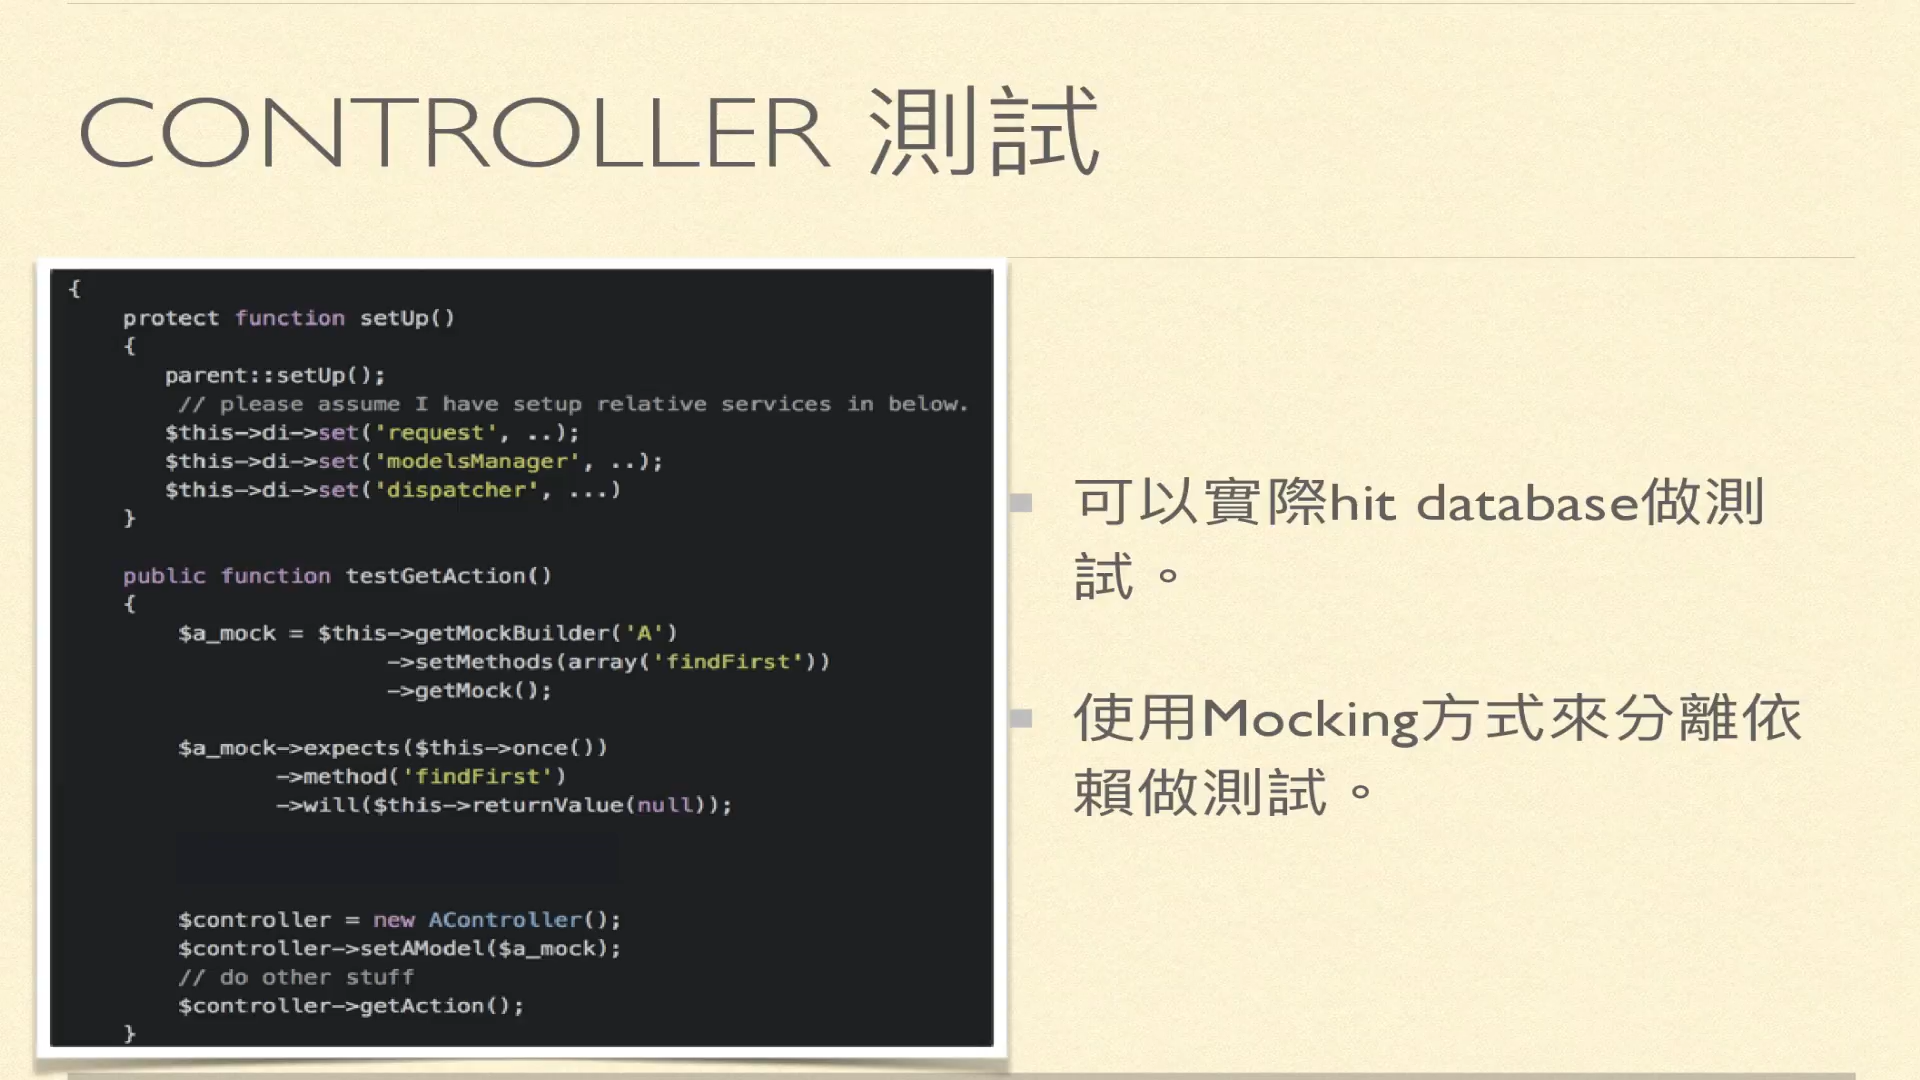 CONTROLLER 測試
{
protect function setUp()
{
parent::setUp();
// please assume I have setup relative services in below.
$this->di->set('request', ..);
$this->di->set('modelsManager', ..);
$this->di->set('dispatcher', ...)
}
public function testGetAction()
{
$a_mock = $this->getMockBuilder('A')
->setMethods(array('findFirst'))
->getMock();
$a_mock->expects($this->once())
->method('findFirst')
->will($this->returnValue(null));
$controller = new AController();
$controller->setAModel($a_mock);
// do other stuff
$controller->getAction();
}
可以實際hit database做測
試。
使用Mocking方式來分離依
賴做測試。